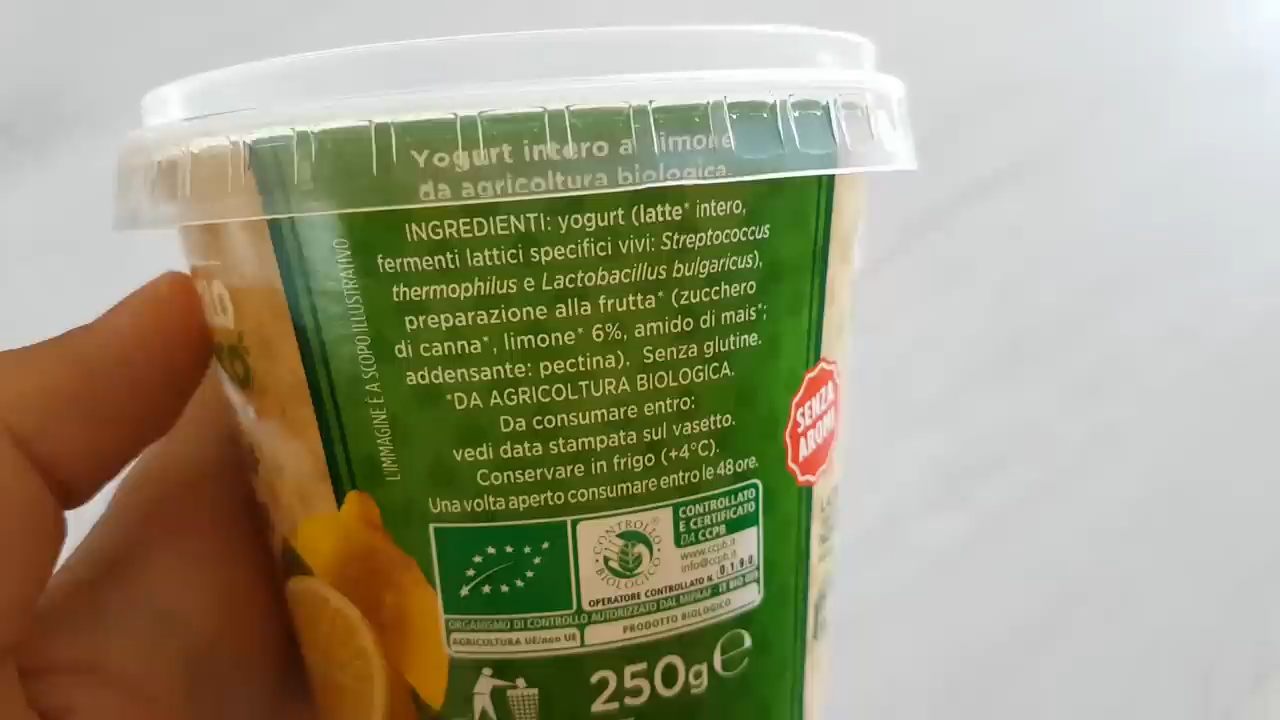 Yogurt intero al limone
da agricoltura biologica.
INGREDIENTI: yogurt (latte* intero,
fermenti lattici specifici vivi: Streptococcus
thermophilus e Lactobacillus bulgaricus),
preparazione alla frutta* (zucchero
di canna*, limone* 6%, amido di mais*;
addensante: pectina). Senza glutine.
*DA AGRICOLTURA BIOLOGICA.
Da consumare entro:
vedi data stampata sul vasetto.
Conservare in frigo (+4°C).
Una volta aperto consumare entro le 48 ore.
L'IMMAGINE È A SCOPO ILLUSTRATIVO
SENZA
AROMI
CONTROLLO
BIOLOGICO
CONTROLLATO
E CERTIFICATO
DA CCPB
www.ccpb.it
info@ccpb.it
OPERATORE CONTROLLATO N. 0190
ORGANISMO DI CONTROLLO AUTORIZZATO DAL MIPAAF - IT BIO
AGRICOLTURA UE/non UE
PRODOTTO BIOLOGICO
250g e